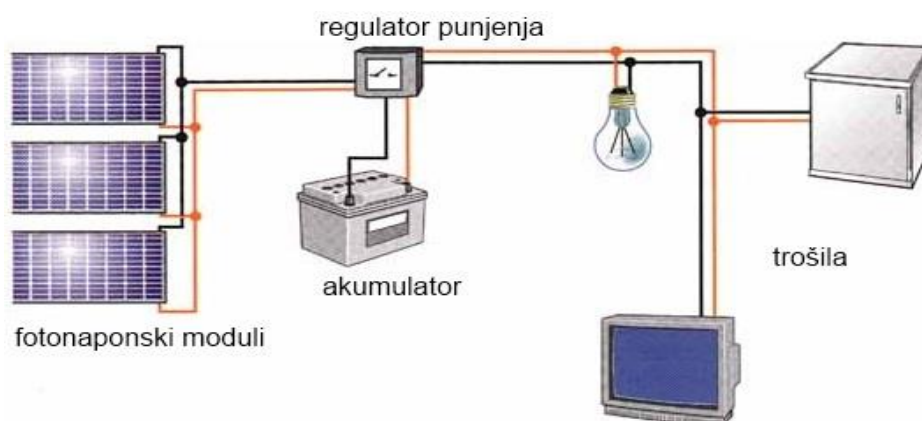 regulator punjenja
akumulator
trošila
fotonaponski moduli